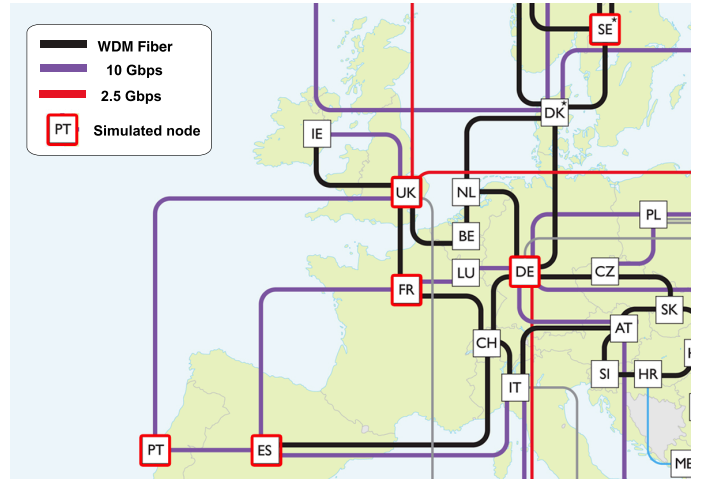 WDM Fiber
10 Gbps
2.5 Gbps
PT Simulated node
SE*
DK*
IE
UK
NL
PL
BE
LU
DE
CZ
FR
SK
AT
CH
SI
HR
IT
PT
ES
ME